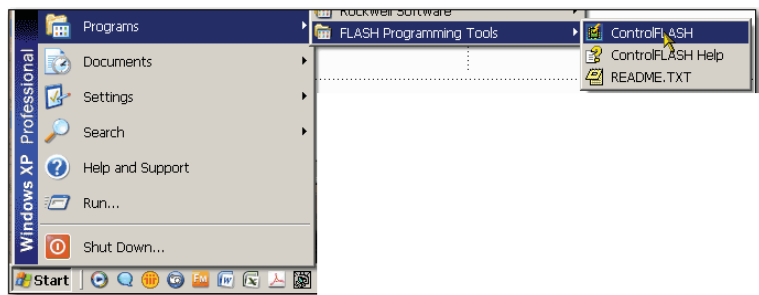 Rockwell Software
Programs
FLASH Programming Tools
ControlFLASH
ControlFLASH Help
README.TXT
Documents
Settings
Search
Help and Support
Run...
Shut Down...
Windows XP Professional
Start